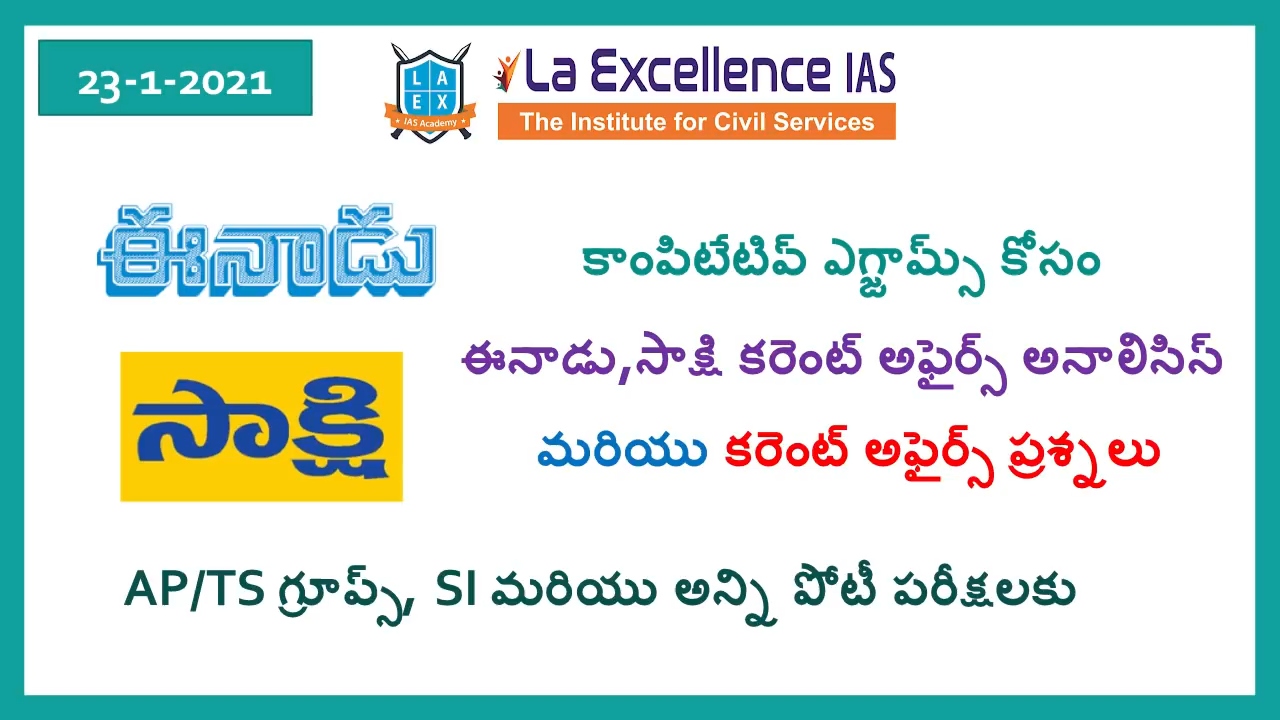 23-1-2021
LA
EX
IAS Academy
La Excellence IAS
The Institute for Civil Services
ఈనాడు
కాంపిటేటివ్ ఎగ్జామ్స్ కోసం
ఈనాడు,సాక్షి కరెంట్ అఫైర్స్ అనాలిసిస్
సాక్షి
మరియు కరెంట్ అఫైర్స్ ప్రశ్నలు
AP/TS గ్రూప్స్, SI మరియు అన్ని పోటీ పరీక్షలకు